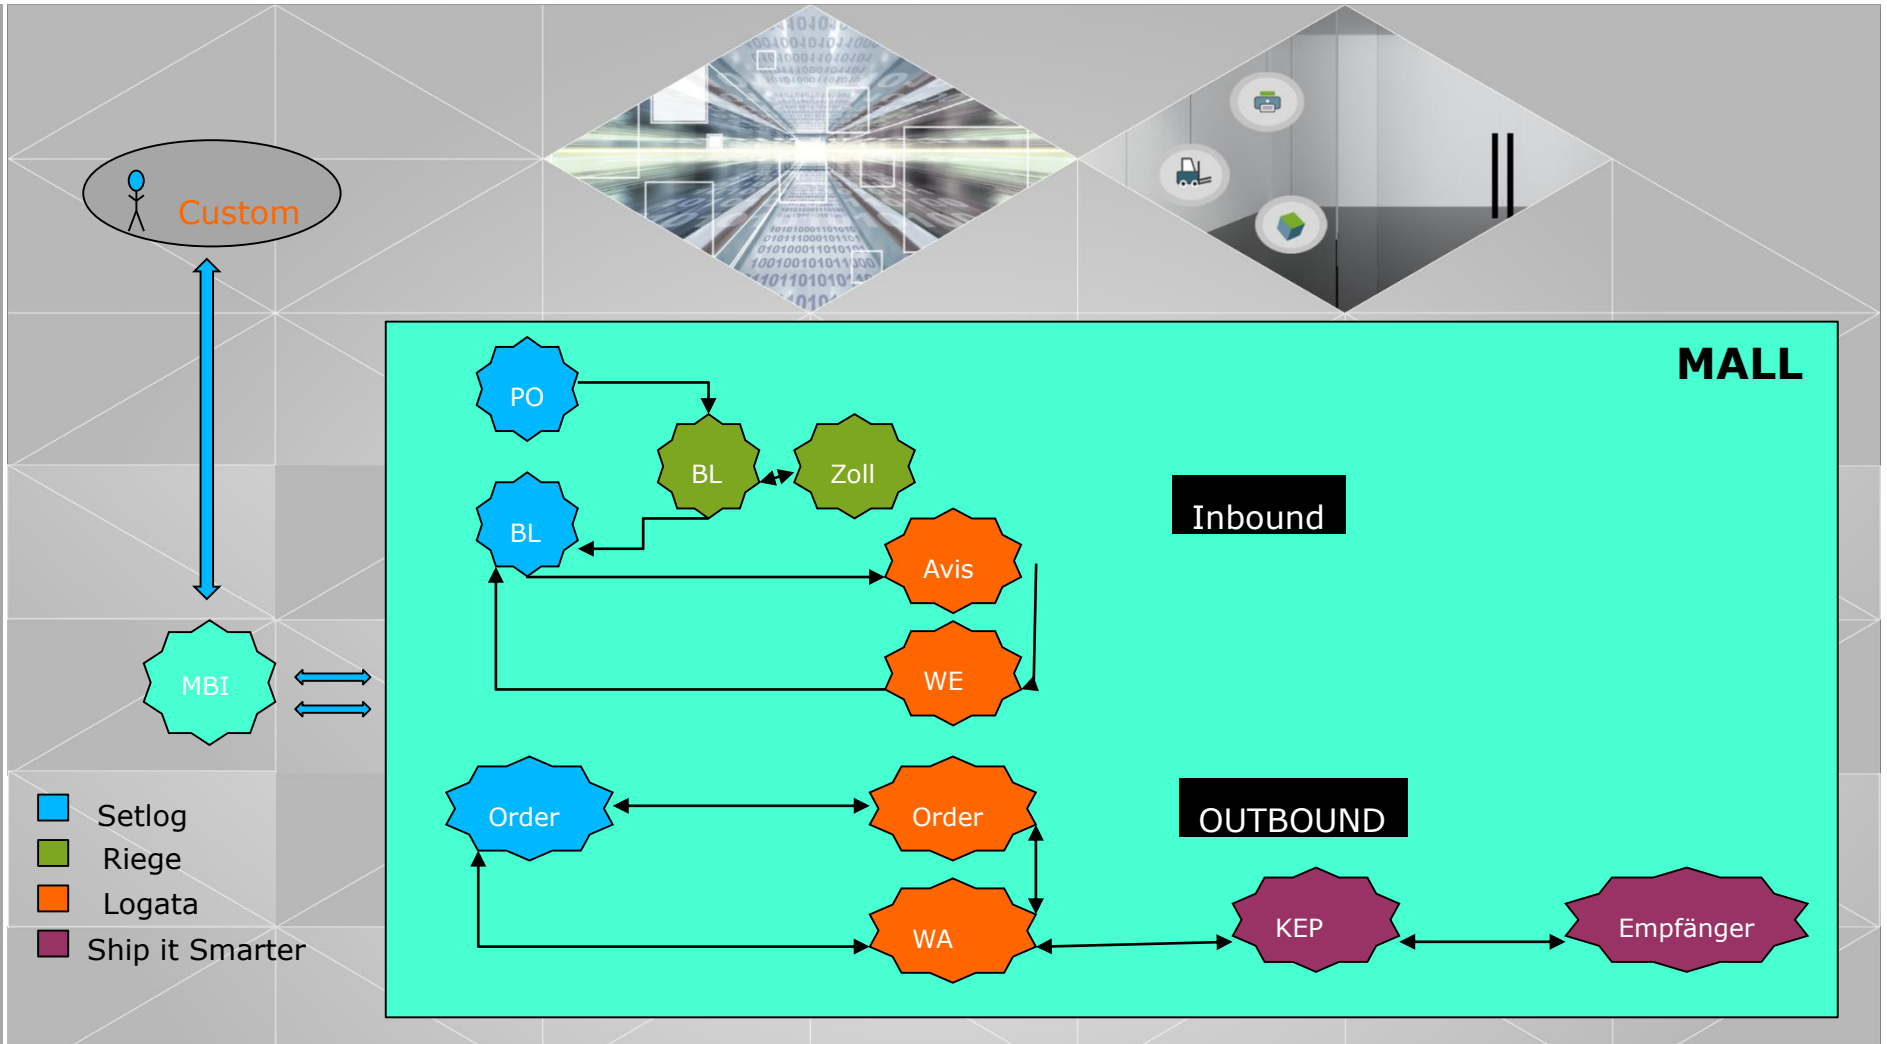 Custom
MALL
PO
BL
Zoll
BL
Inbound
Avis
WE
MBI
Order
Order
OUTBOUND
WA
KEP
Empfänger
Setlog
Riege
Logata
Ship it Smarter